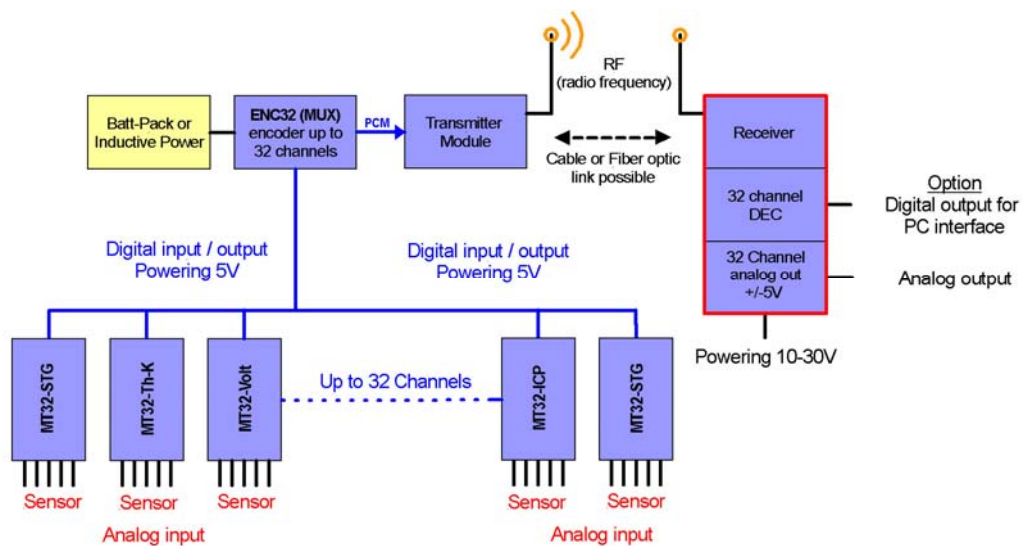 RF
(radio frequency)
Batt-Pack or
Inductive Power
ENC32 (MUX)
encoder up to
32 channels
PCM
Transmitter
Module
Cable or Fiber optic
link possible
Receiver
32 channel
DEC
32 Channel
analog out
+/-5V
Option
Digital output for
PC interface
Analog output
Powering 10-30V
Digital input / output
Powering 5V
Digital input / output
Powering 5V
MT32-STG
MT32-Th-K
MT32-Volt
Up to 32 Channels
MT32-ICP
MT32-STG
Sensor
Sensor
Sensor
Sensor
Sensor
Analog input
Analog input